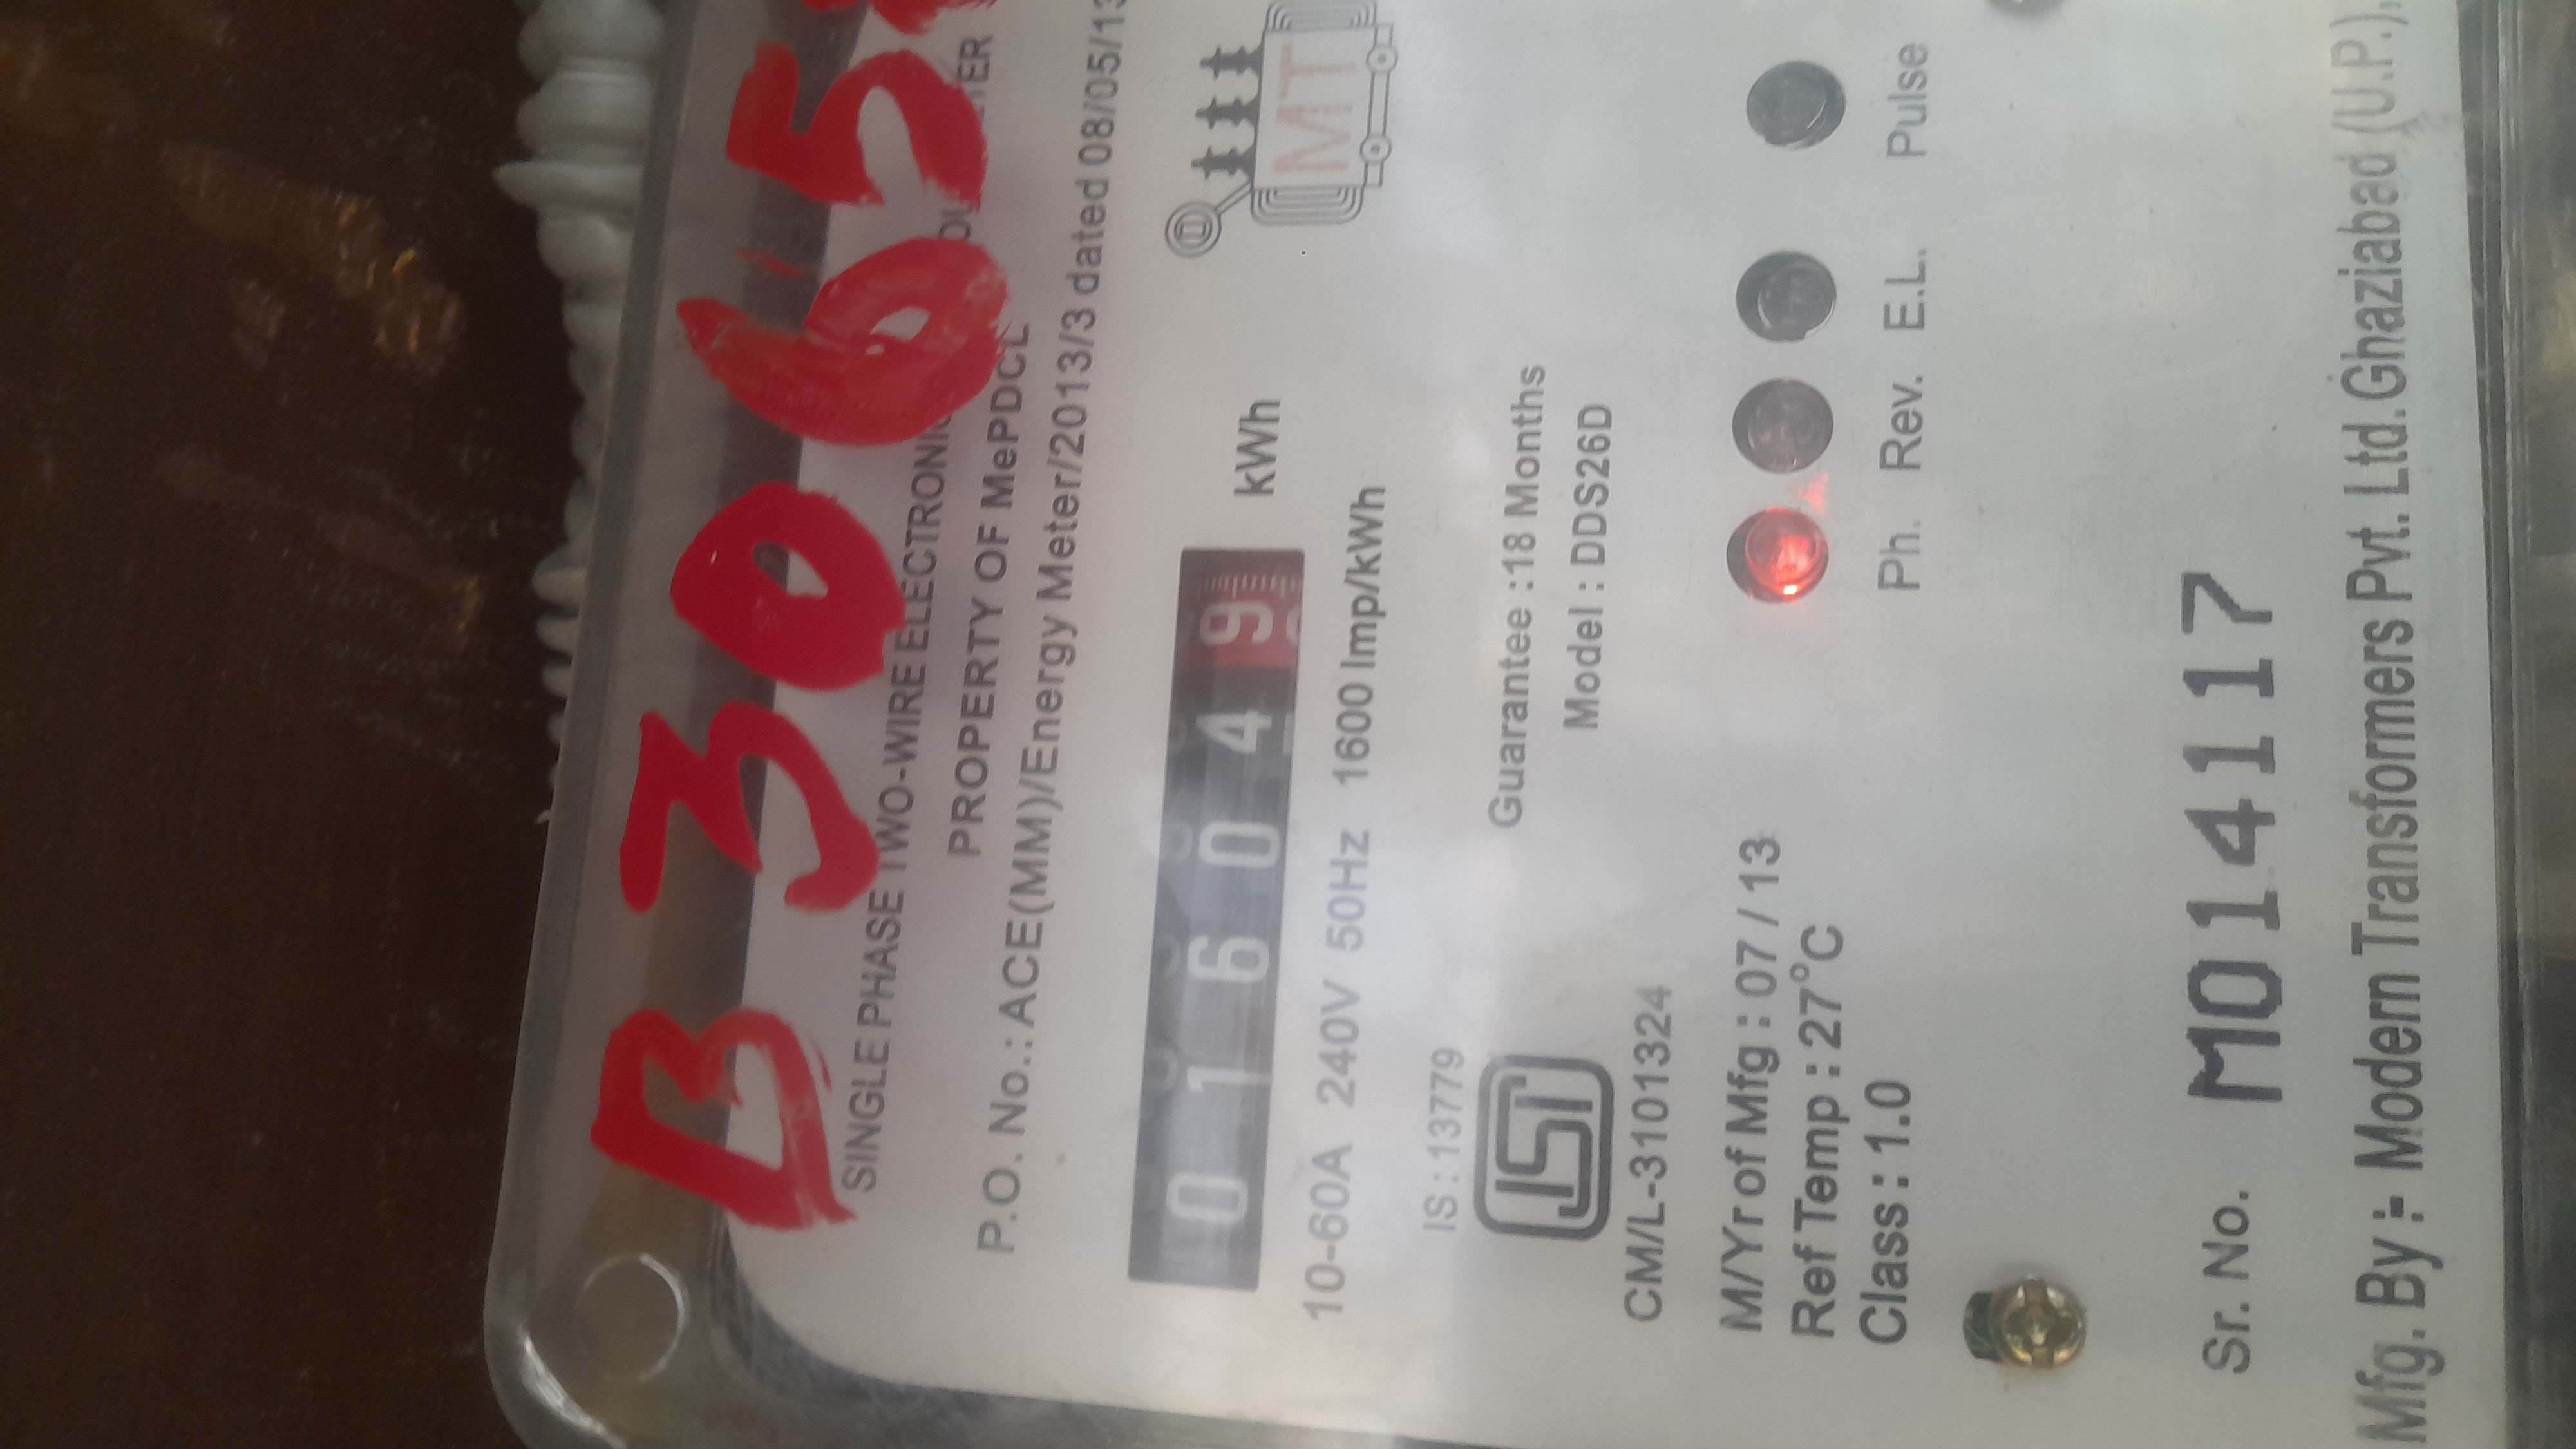 B3065
SINGLE PHASE TWO-WIRE ELECTRONIC
PROPERTY OF MePDCL
P.O. No.: ACE(MM)/Energy Meter/2013/3 dated 08/05/13
MT
016049 kWh
10-60A 240V 50Hz 1600 Imp/kWh
IS : 13779
Guarantee :18 Months
ISI
Model : DDS26D
CM/L-3101324
M/Yr of Mfg : 07 / 13
Ref Temp : 27°C
Class : 1.0
Ph. Rev. E.L. Pulse
Sr. No. M014117
Mfg. By :- Modern Transformers Pvt. Ltd. Ghaziabad (U.P.),